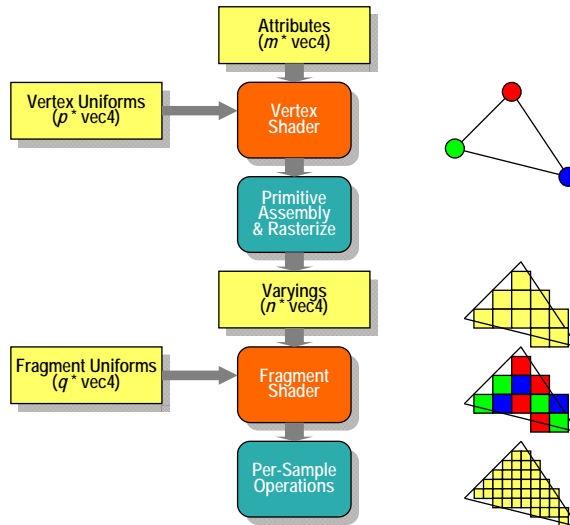 Attributes
(m * vec4)
Vertex Uniforms
(p * vec4)
Vertex
Shader
Primitive
Assembly
& Rasterize
Varyings
(n * vec4)
Fragment Uniforms
(q * vec4)
Fragment
Shader
Per-Sample
Operations